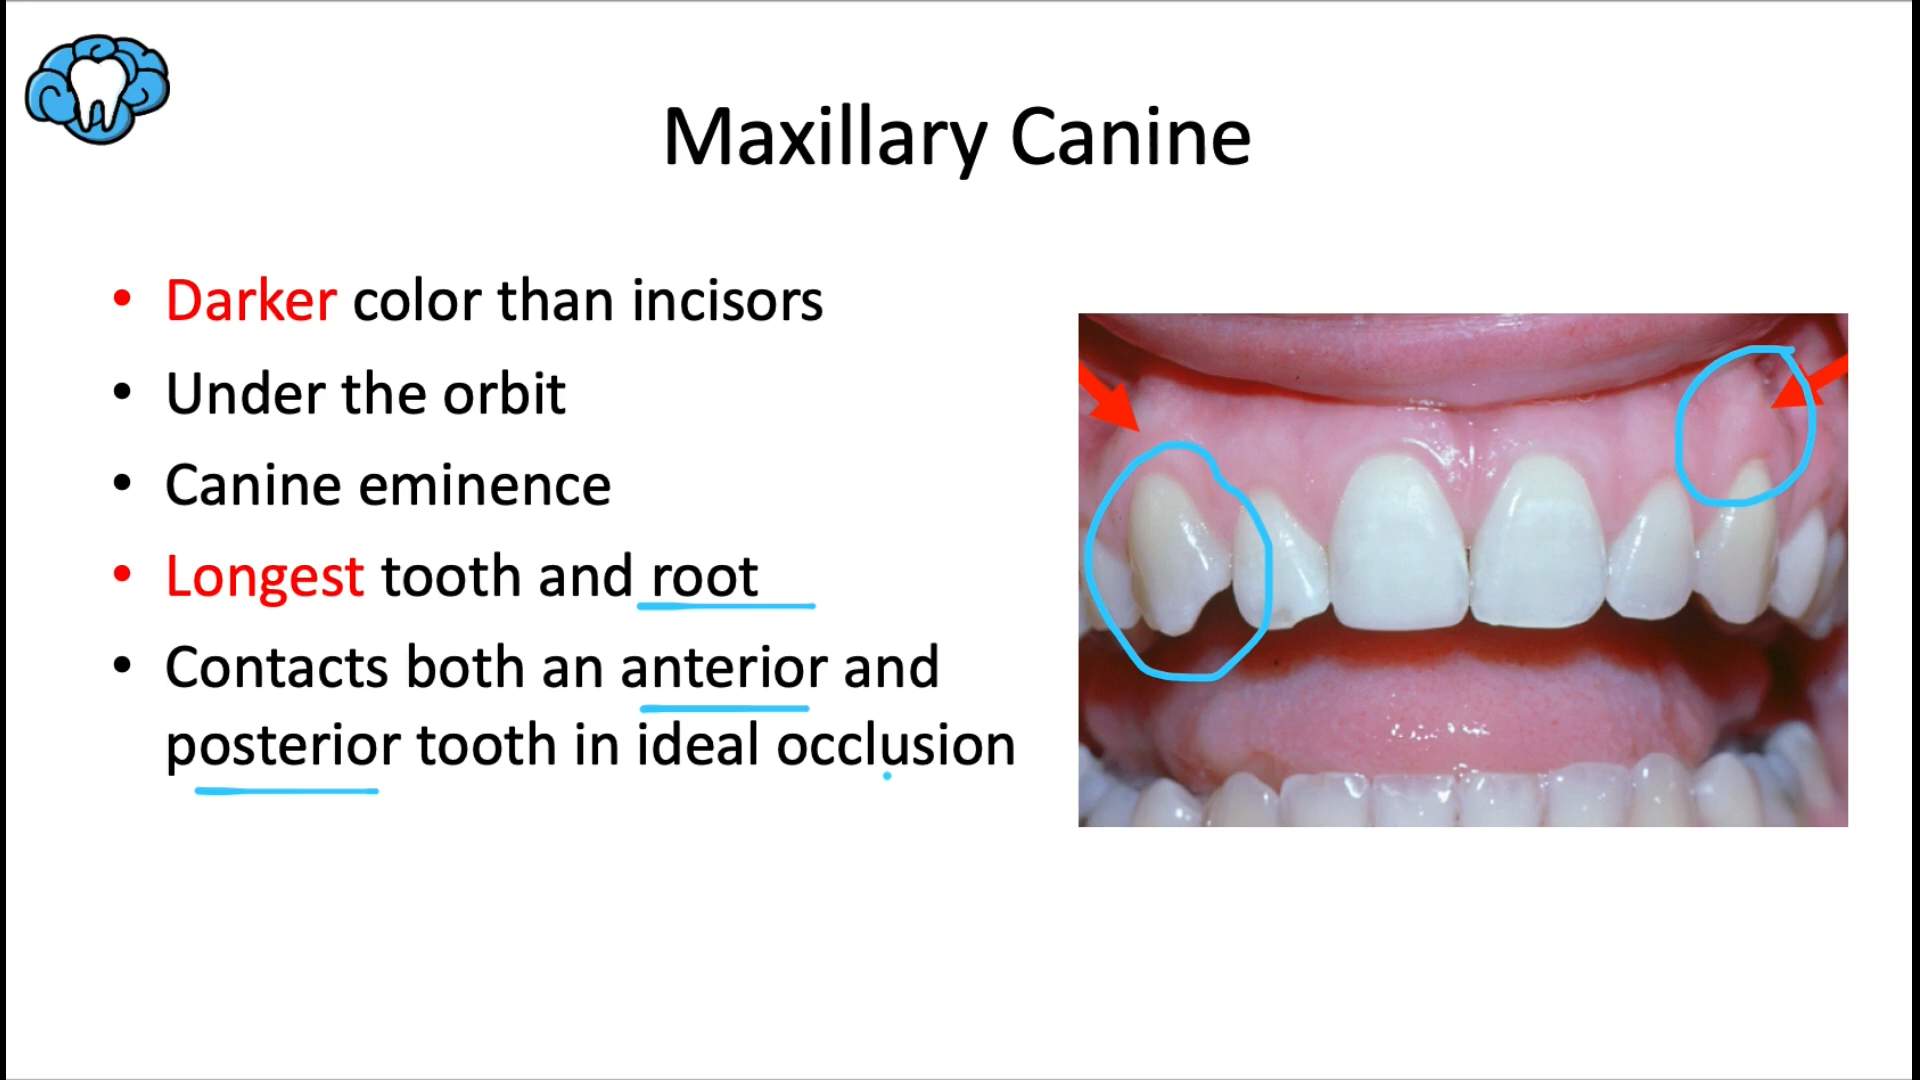 Maxillary Canine
• Darker color than incisors
• Under the orbit
• Canine eminence
• Longest tooth and root
• Contacts both an anterior and
posterior tooth in ideal occlusion